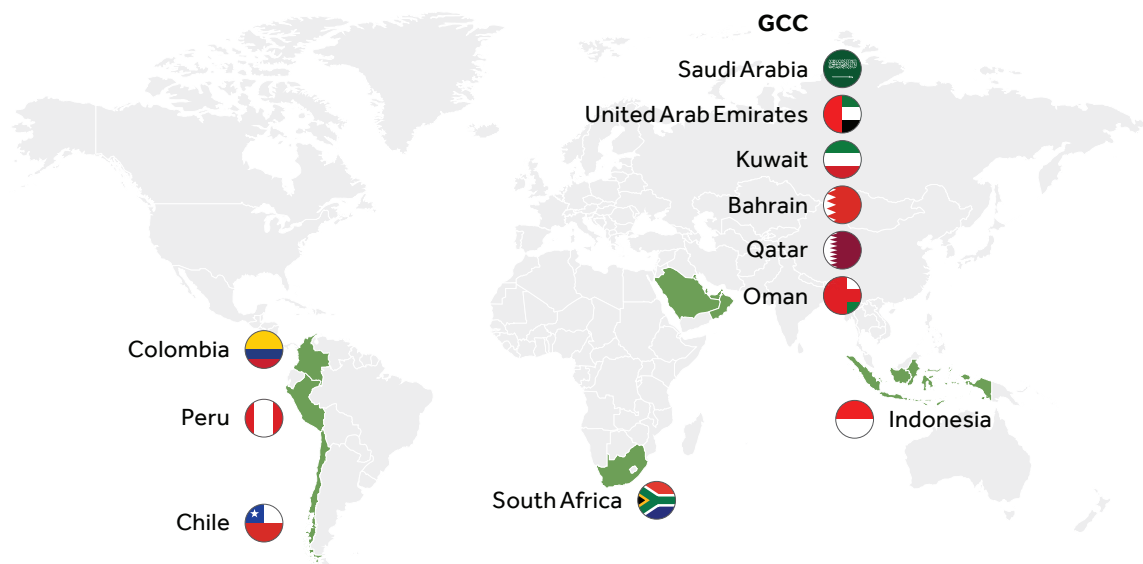 GCC
Saudi Arabia
United Arab Emirates
Kuwait
Bahrain
Qatar
Oman
Colombia
Peru
Chile
South Africa
Indonesia